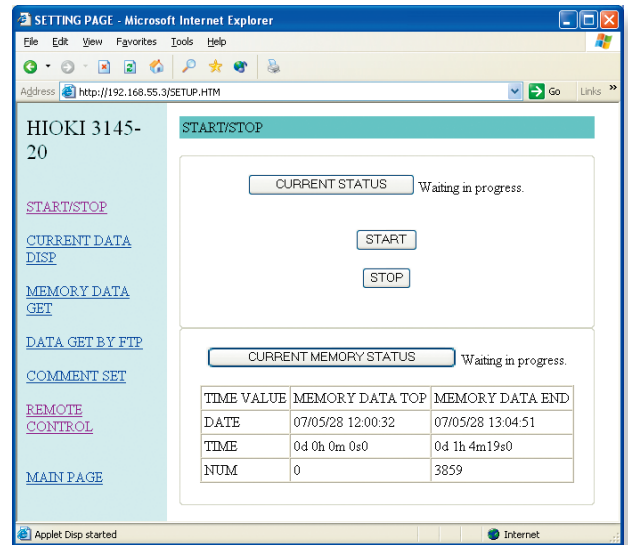 SETTING PAGE - Microsoft Internet Explorer
File Edit View Favorites Tools Help
Address http://192.168.55.3/SETUP.HTM Go Links »
HIOKI 3145-
20
START/STOP
CURRENT DATA
DISP
MEMORY DATA
GET
DATA GET BY FTP
COMMENT SET
REMOTE
CONTROL
MAIN PAGE
START/STOP
CURRENT STATUS Waiting in progress.
START
STOP
CURRENT MEMORY STATUS Waiting in progress.
TIME VALUE MEMORY DATA TOP MEMORY DATA END
DATE 07/05/28 12:00:32 07/05/28 13:04:51
TIME 0d 0h 0m 0s0 0d 1h 4m19s0
NUM 0 3859
Applet Disp started Internet